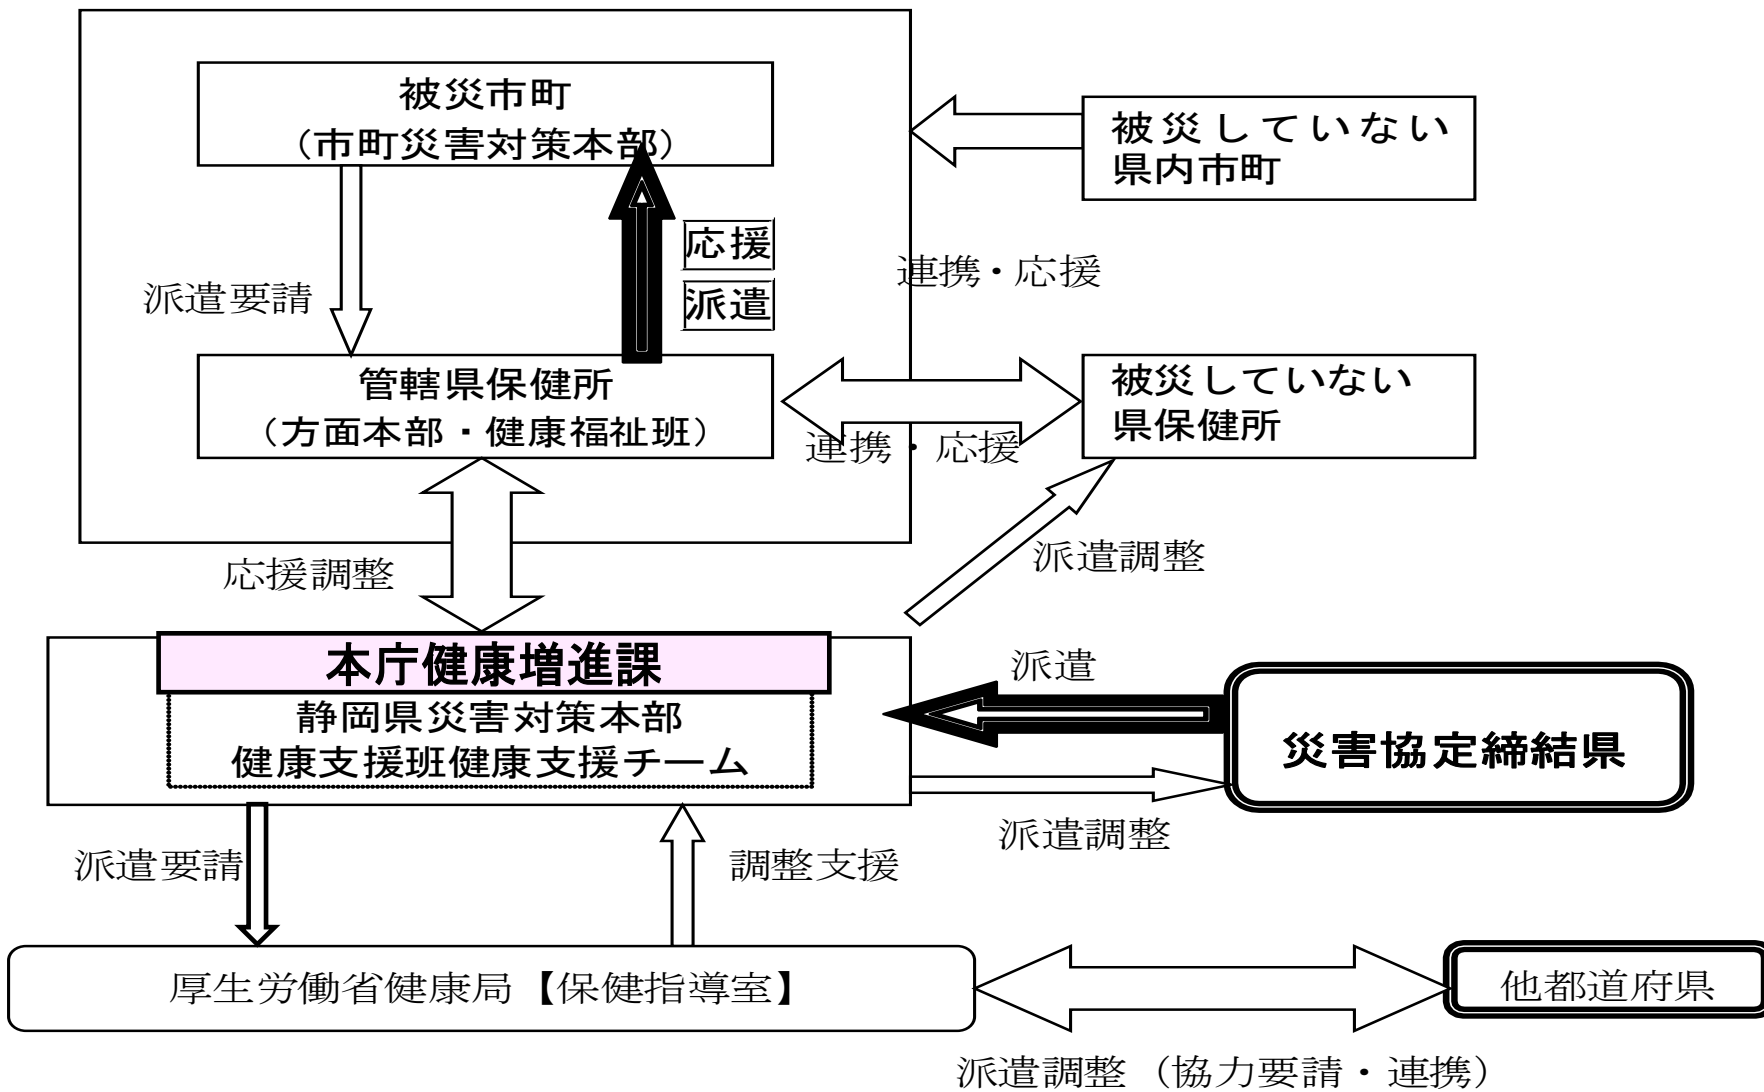 被災市町
（市町災害対策本部）
被災していない
県内市町
応援
派遣
派遣要請
連携・応援
管轄県保健所
（方面本部・健康福祉班）
被災していない
県保健所
連携・応援
応援調整
派遣調整
本庁健康増進課
静岡県災害対策本部
健康支援班健康支援チーム
派遣
災害協定締結県
派遣調整
派遣要請
調整支援
厚生労働省健康局【保健指導室】
他都道府県
派遣調整（協力要請・連携）